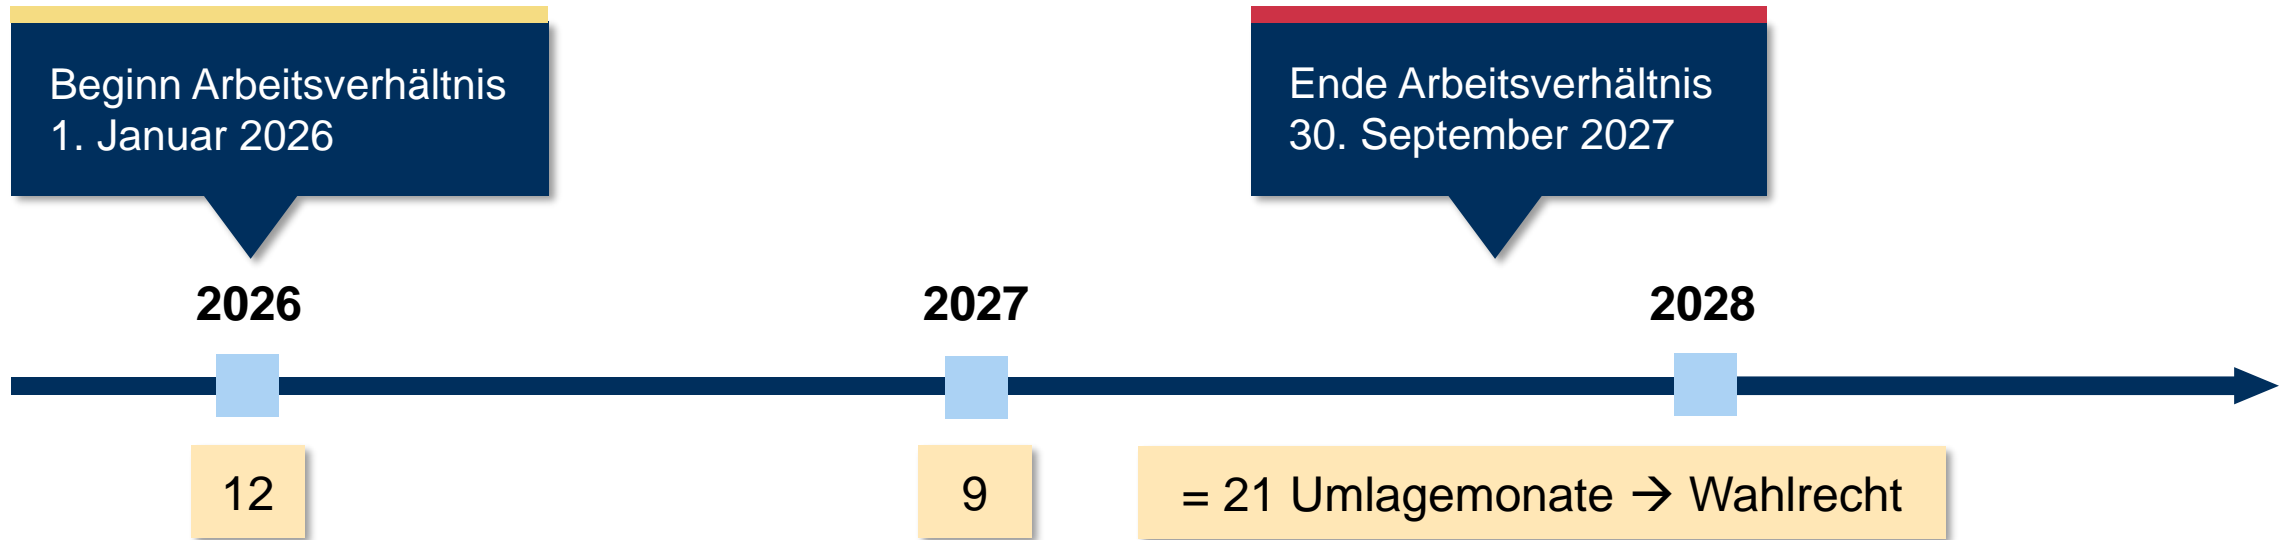 Beginn Arbeitsverhältnis
1. Januar 2026
Ende Arbeitsverhältnis
30. September 2027
2026
2027
2028
12
9
= 21 Umlagemonate → Wahlrecht